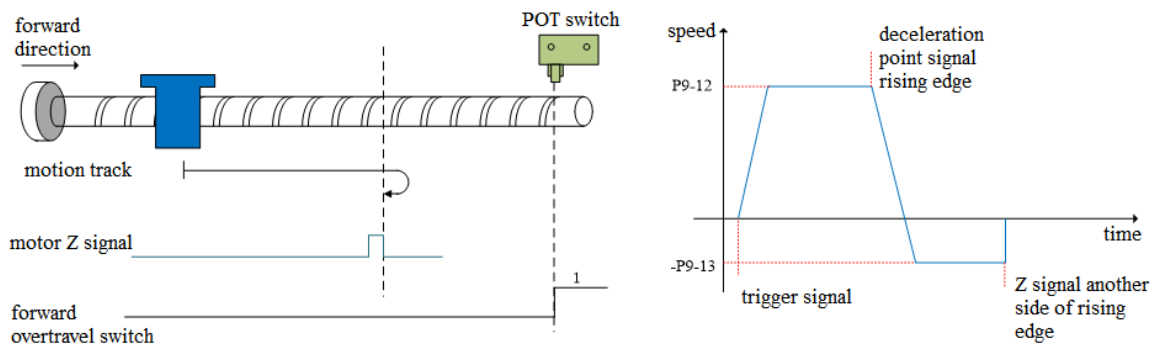 forward
direction
POT switch
motion track
motor Z signal
1
forward
overtravel switch
speed
deceleration
point signal
rising edge
P9-12
time
-P9-13
trigger signal
Z signal another
side of rising
edge